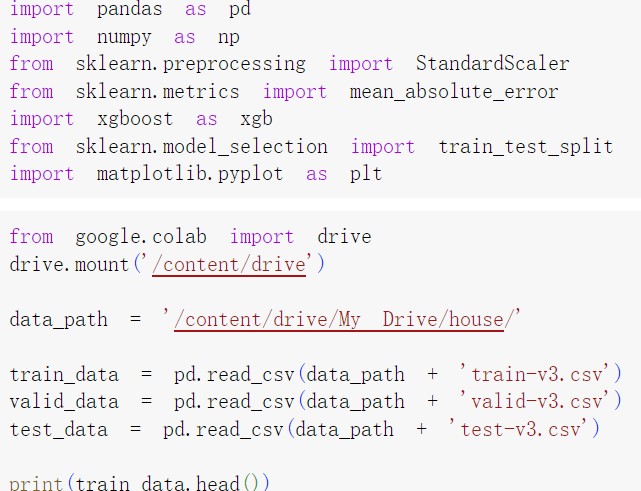 import pandas as pd
import numpy as np
from sklearn.preprocessing import StandardScaler
from sklearn.metrics import mean_absolute_error
import xgboost as xgb
from sklearn.model_selection import train_test_split
import matplotlib.pyplot as plt
from google.colab import drive
drive.mount('/content/drive')
data_path = '/content/drive/My Drive/house/'
train_data = pd.read_csv(data_path + 'train-v3.csv')
valid_data = pd.read_csv(data_path + 'valid-v3.csv')
test_data = pd.read_csv(data_path + 'test-v3.csv')
print(train_data.head())